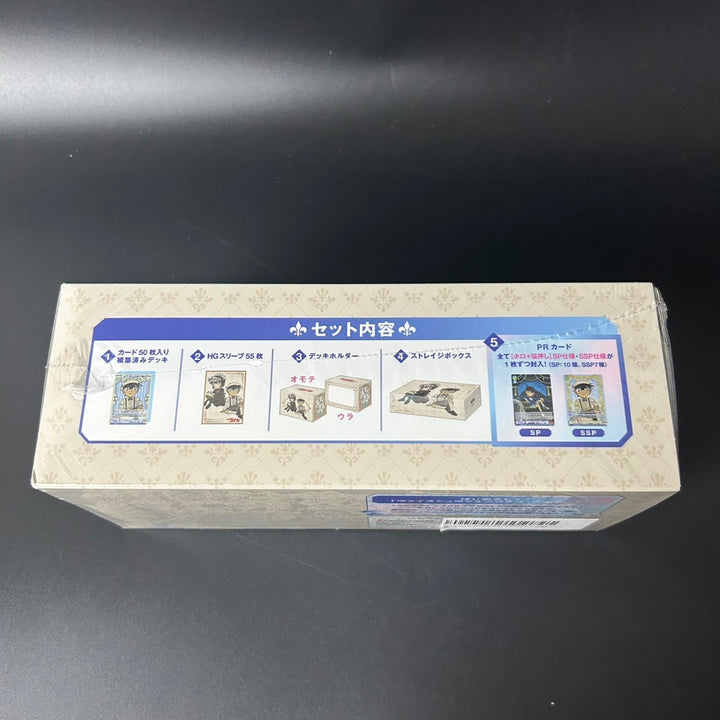 セット内容
1 カード50枚入り
構築済みデッキ
2 HGスリーブ55枚
3 デッキホルダー
オモテ
ウラ
4 ストレイジボックス
5
PRカード
全て[ホロ+箔押し]SP仕様・SSP仕様が
1枚ずつ封入!(SP:10種、SSP7種)
SP
SSP